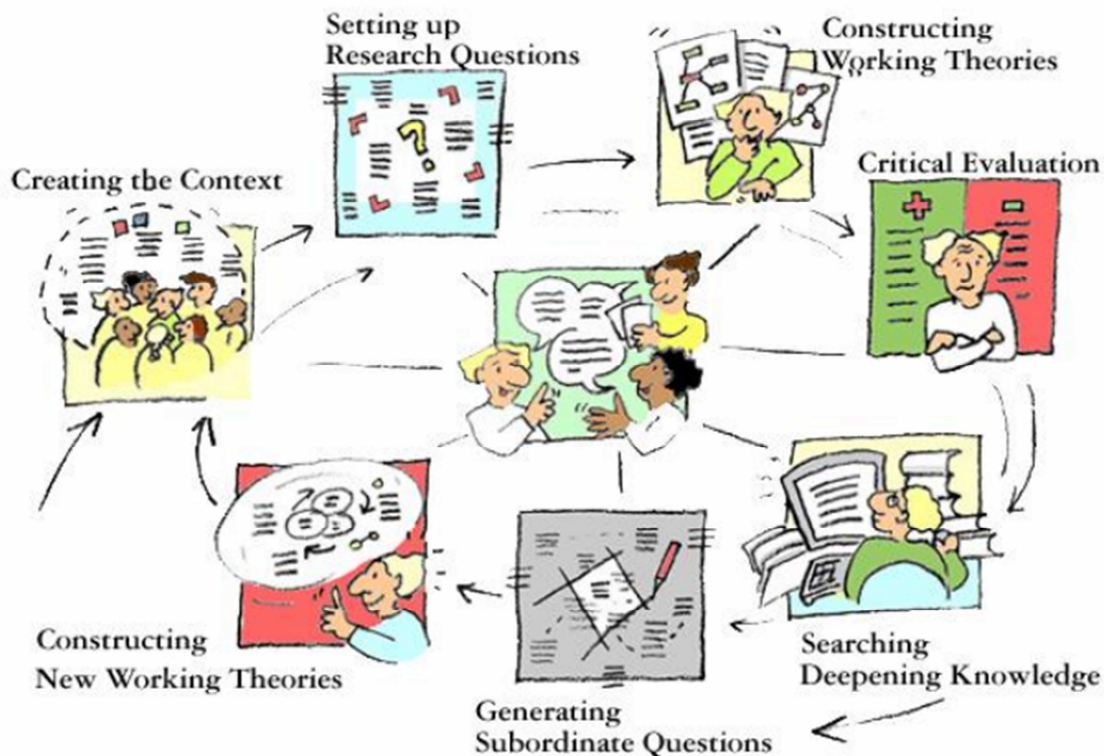 Setting up
Research Questions
Constructing
Working Theories
Creating the Context
Critical Evaluation
Constructing
New Working Theories
Searching
Deepening Knowledge
Generating
Subordinate Questions